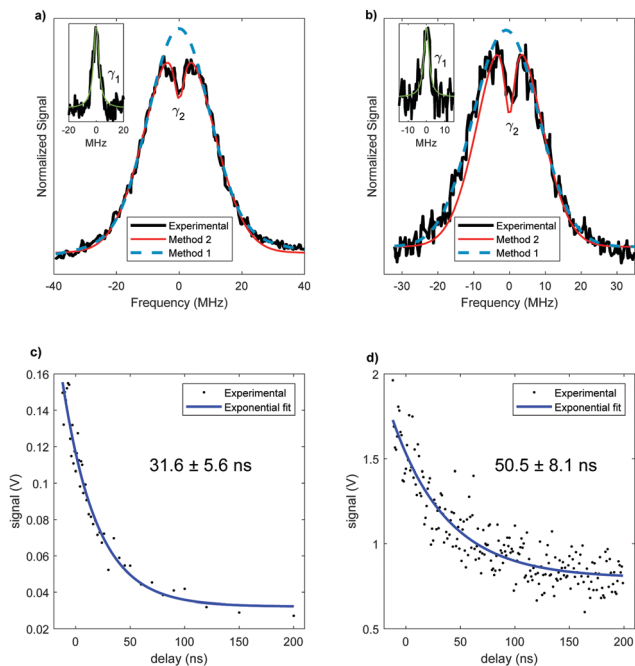 a)
γ1
-20 0 20
MHz
γ2
Normalized Signal
Experimental
Method 2
Method 1
-40 -20 0 20 40
Frequency (MHz)
b)
γ1
-10 0 10
MHz
γ2
Normalized Signal
Experimental
Method 2
Method 1
-30 -20 -10 0 10 20 30
Frequency (MHz)
c)
0.16
0.14
0.12
0.1
0.08
0.06
0.04
0.02
signal (V)
Experimental
Exponential fit
31.6 ± 5.6 ns
0 50 100 150 200
delay (ns)
d)
2
1.5
1
0.5
signal (V)
Experimental
Exponential fit
50.5 ± 8.1 ns
0 50 100 150 200
delay (ns)